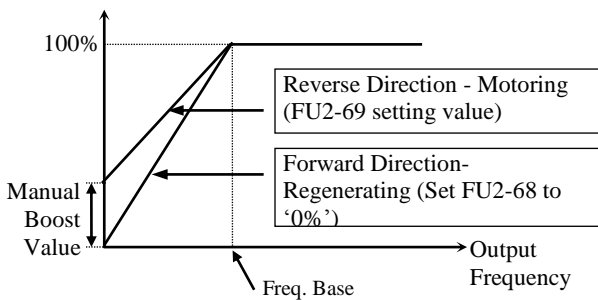 100%
Reverse Direction - Motoring
(FU2-69 setting value)
Forward Direction-
Regenerating (Set FU2-68 to
‘0%’)
Manual
Boost
Value
Output
Frequency
Freq. Base